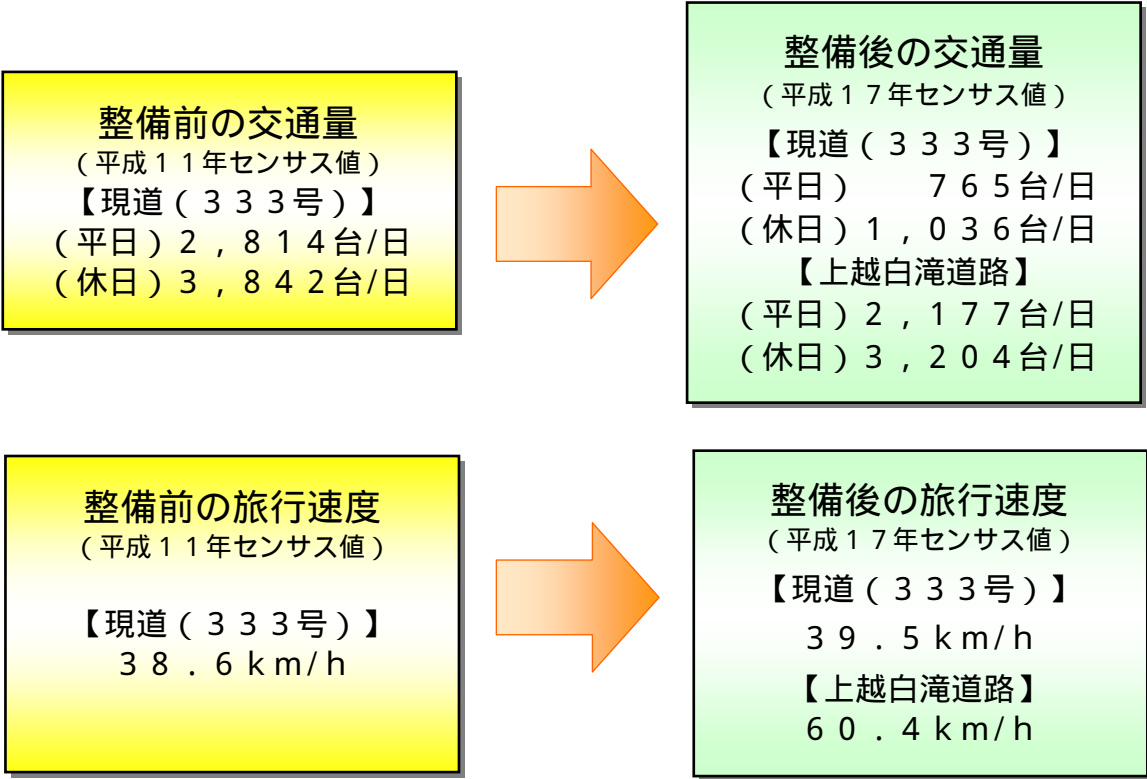 整備前の交通量
(平成11年センサス値)
【現道(333号)】
(平日)2,814台/日
(休日)3,842台/日
整備後の交通量
(平成17年センサス値)
【現道(333号)】
(平日) 765台/日
(休日)1,036台/日
【上越白滝道路】
(平日)2,177台/日
(休日)3,204台/日
整備前の旅行速度
(平成11年センサス値)
【現道(333号)】
38.6km/h
整備後の旅行速度
(平成17年センサス値)
【現道(333号)】
39.5km/h
【上越白滝道路】
60.4km/h